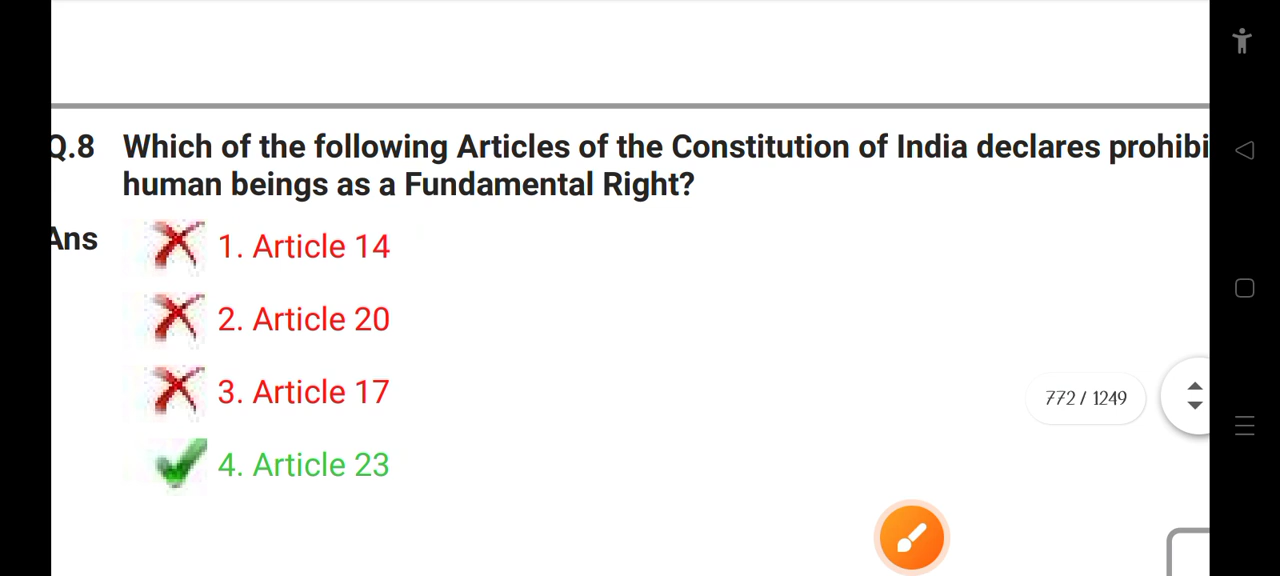 Q.8 Which of the following Articles of the Constitution of India declares prohibi
human beings as a Fundamental Right?
Ans 1. Article 14
2. Article 20
3. Article 17
772 / 1249
4. Article 23